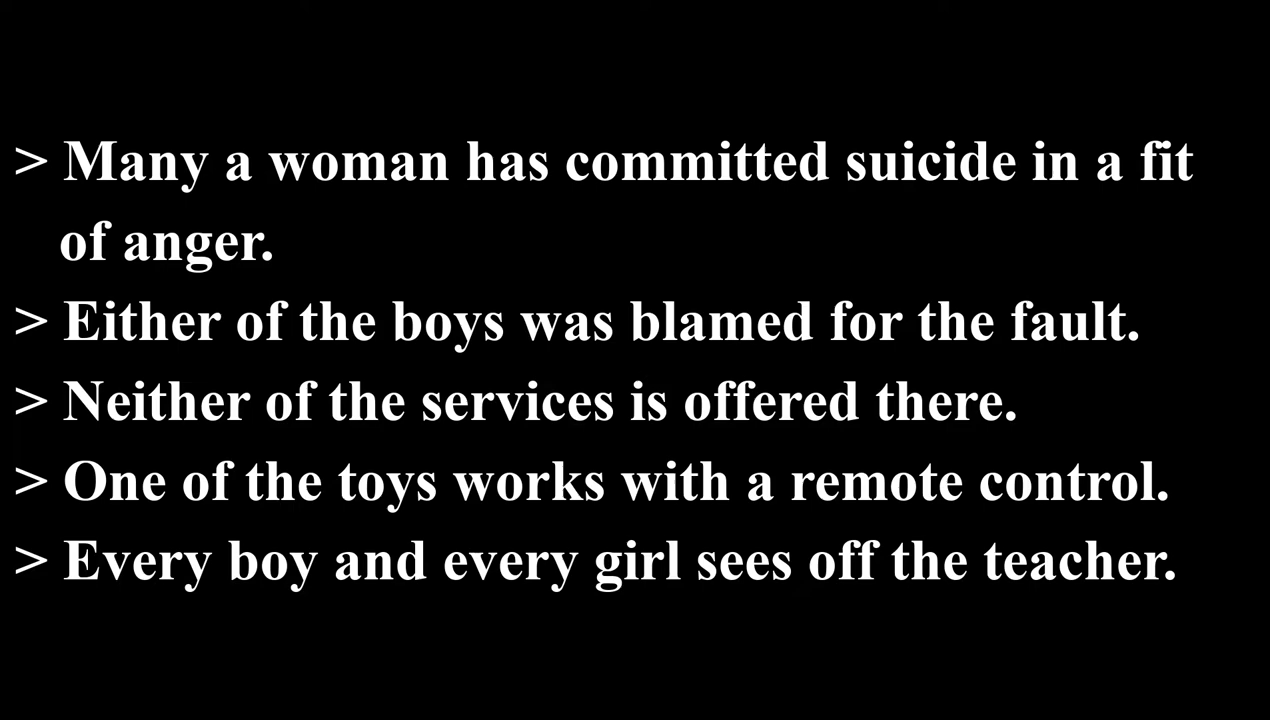 > Many a woman has committed suicide in a fit
of anger.
> Either of the boys was blamed for the fault.
> Neither of the services is offered there.
> One of the toys works with a remote control.
> Every boy and every girl sees off the teacher.